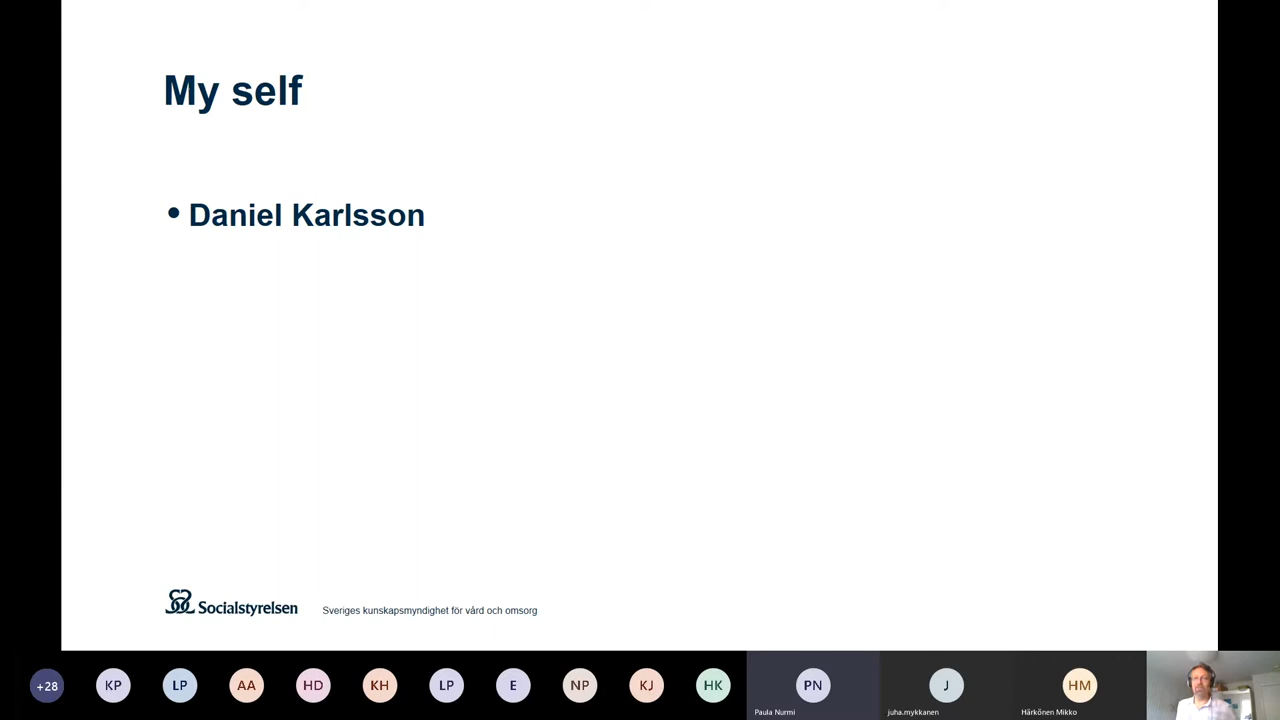 My self
• Daniel Karlsson
Socialstyrelsen
Sveriges kunskapsmyndighet för vård och omsorg
+28
KP
LP
AA
HD
KH
LP
E
NP
KJ
HK
PN
J
HM
Paula Nurmi
juha.mykkanen
Härkönen Mikko